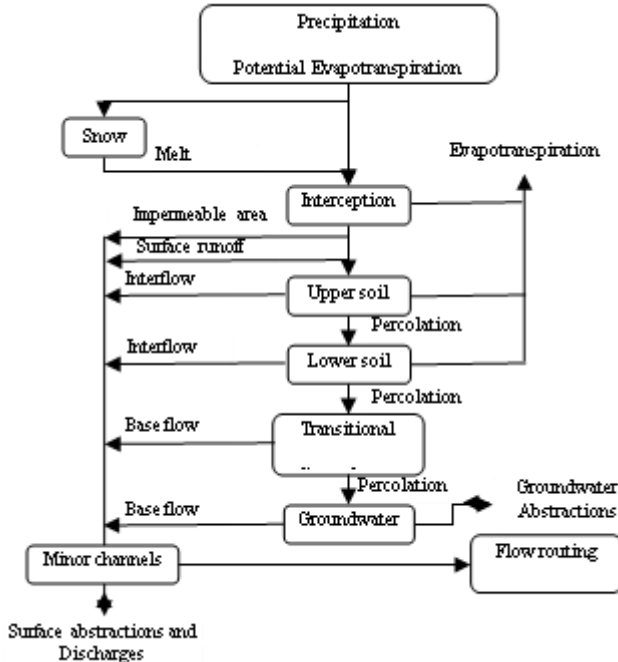 Precipitation
Potential Evapotranspiration
Snow
Melt
Evapotranspiration
Interception
Impermeable area
Surface runoff
Interflow
Upper soil
Percolation
Interflow
Lower soil
Percolation
Base flow
Transitional
Percolation
Groundwater
Abstractions
Base flow
Groundwater
Minor channels
Flow routing
Surface abstractions and
Discharges